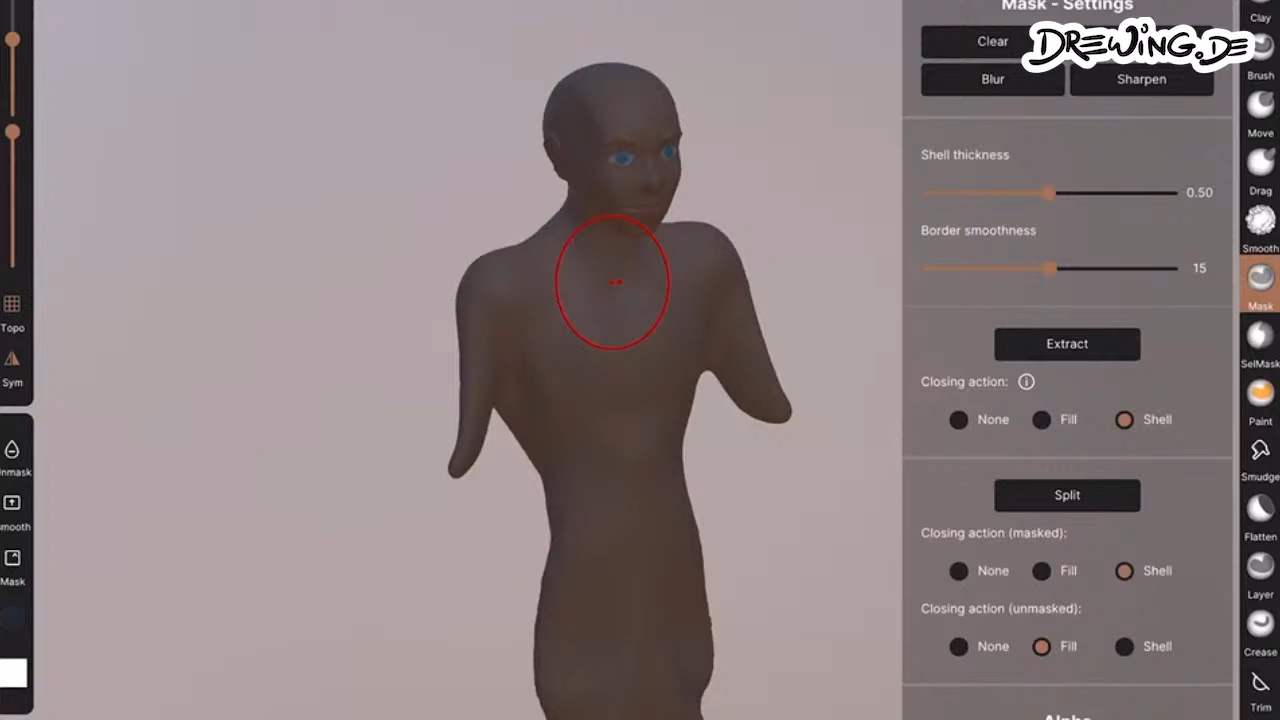 Mask - Settings
DREWING.DE
Clear
Blur
Sharpen
Shell thickness
0.50
Border smoothness
15
Extract
Closing action:
None
Fill
Shell
Split
Closing action (masked):
None
Fill
Shell
Closing action (unmasked):
None
Fill
Shell
Topo
Sym
nmask
mooth
Mask
Clay
Brush
Move
Drag
Smooth
Mask
SelMask
Paint
Smudge
Flatten
Layer
Crease
Trim